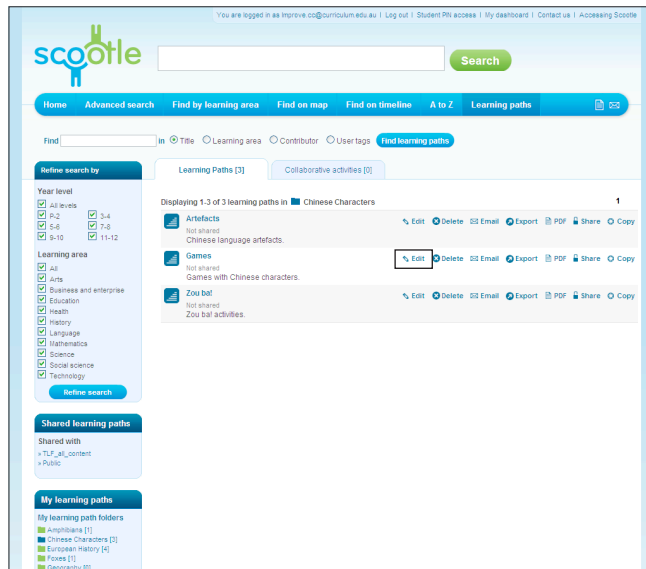 You are logged in as improve.cc@curriculum.edu.au | Log out | Student PIN access | My dashboard | Contact us | Accessing Scootle
scootle
Search
Home Advanced search Find by learning area Find on map Find on timeline A to Z Learning paths
Find in Title Learning area Contributor User tags Find learning paths
Refine search by
Year level
All levels
P-2 3-4
5-6 7-8
9-10 11-12
Learning area
All
Arts
Business and enterprise
Education
Health
History
Language
Mathematics
Science
Social science
Technology
Refine search
Shared learning paths
Shared with
» TLF_all_content
» Public
My learning paths
My learning path folders
Amphibians [1]
Chinese Characters [3]
European History [4]
Foxes [1]
Geography [0]
Learning Paths [3] Collaborative activities [0]
Displaying 1-3 of 3 learning paths in Chinese Characters 1
Artefacts Edit Delete Email Export PDF Share Copy
Not shared
Chinese language artefacts.
Games Edit Delete Email Export PDF Share Copy
Not shared
Games with Chinese characters.
Zou ba! Edit Delete Email Export PDF Share Copy
Not shared
Zou ba! activities.